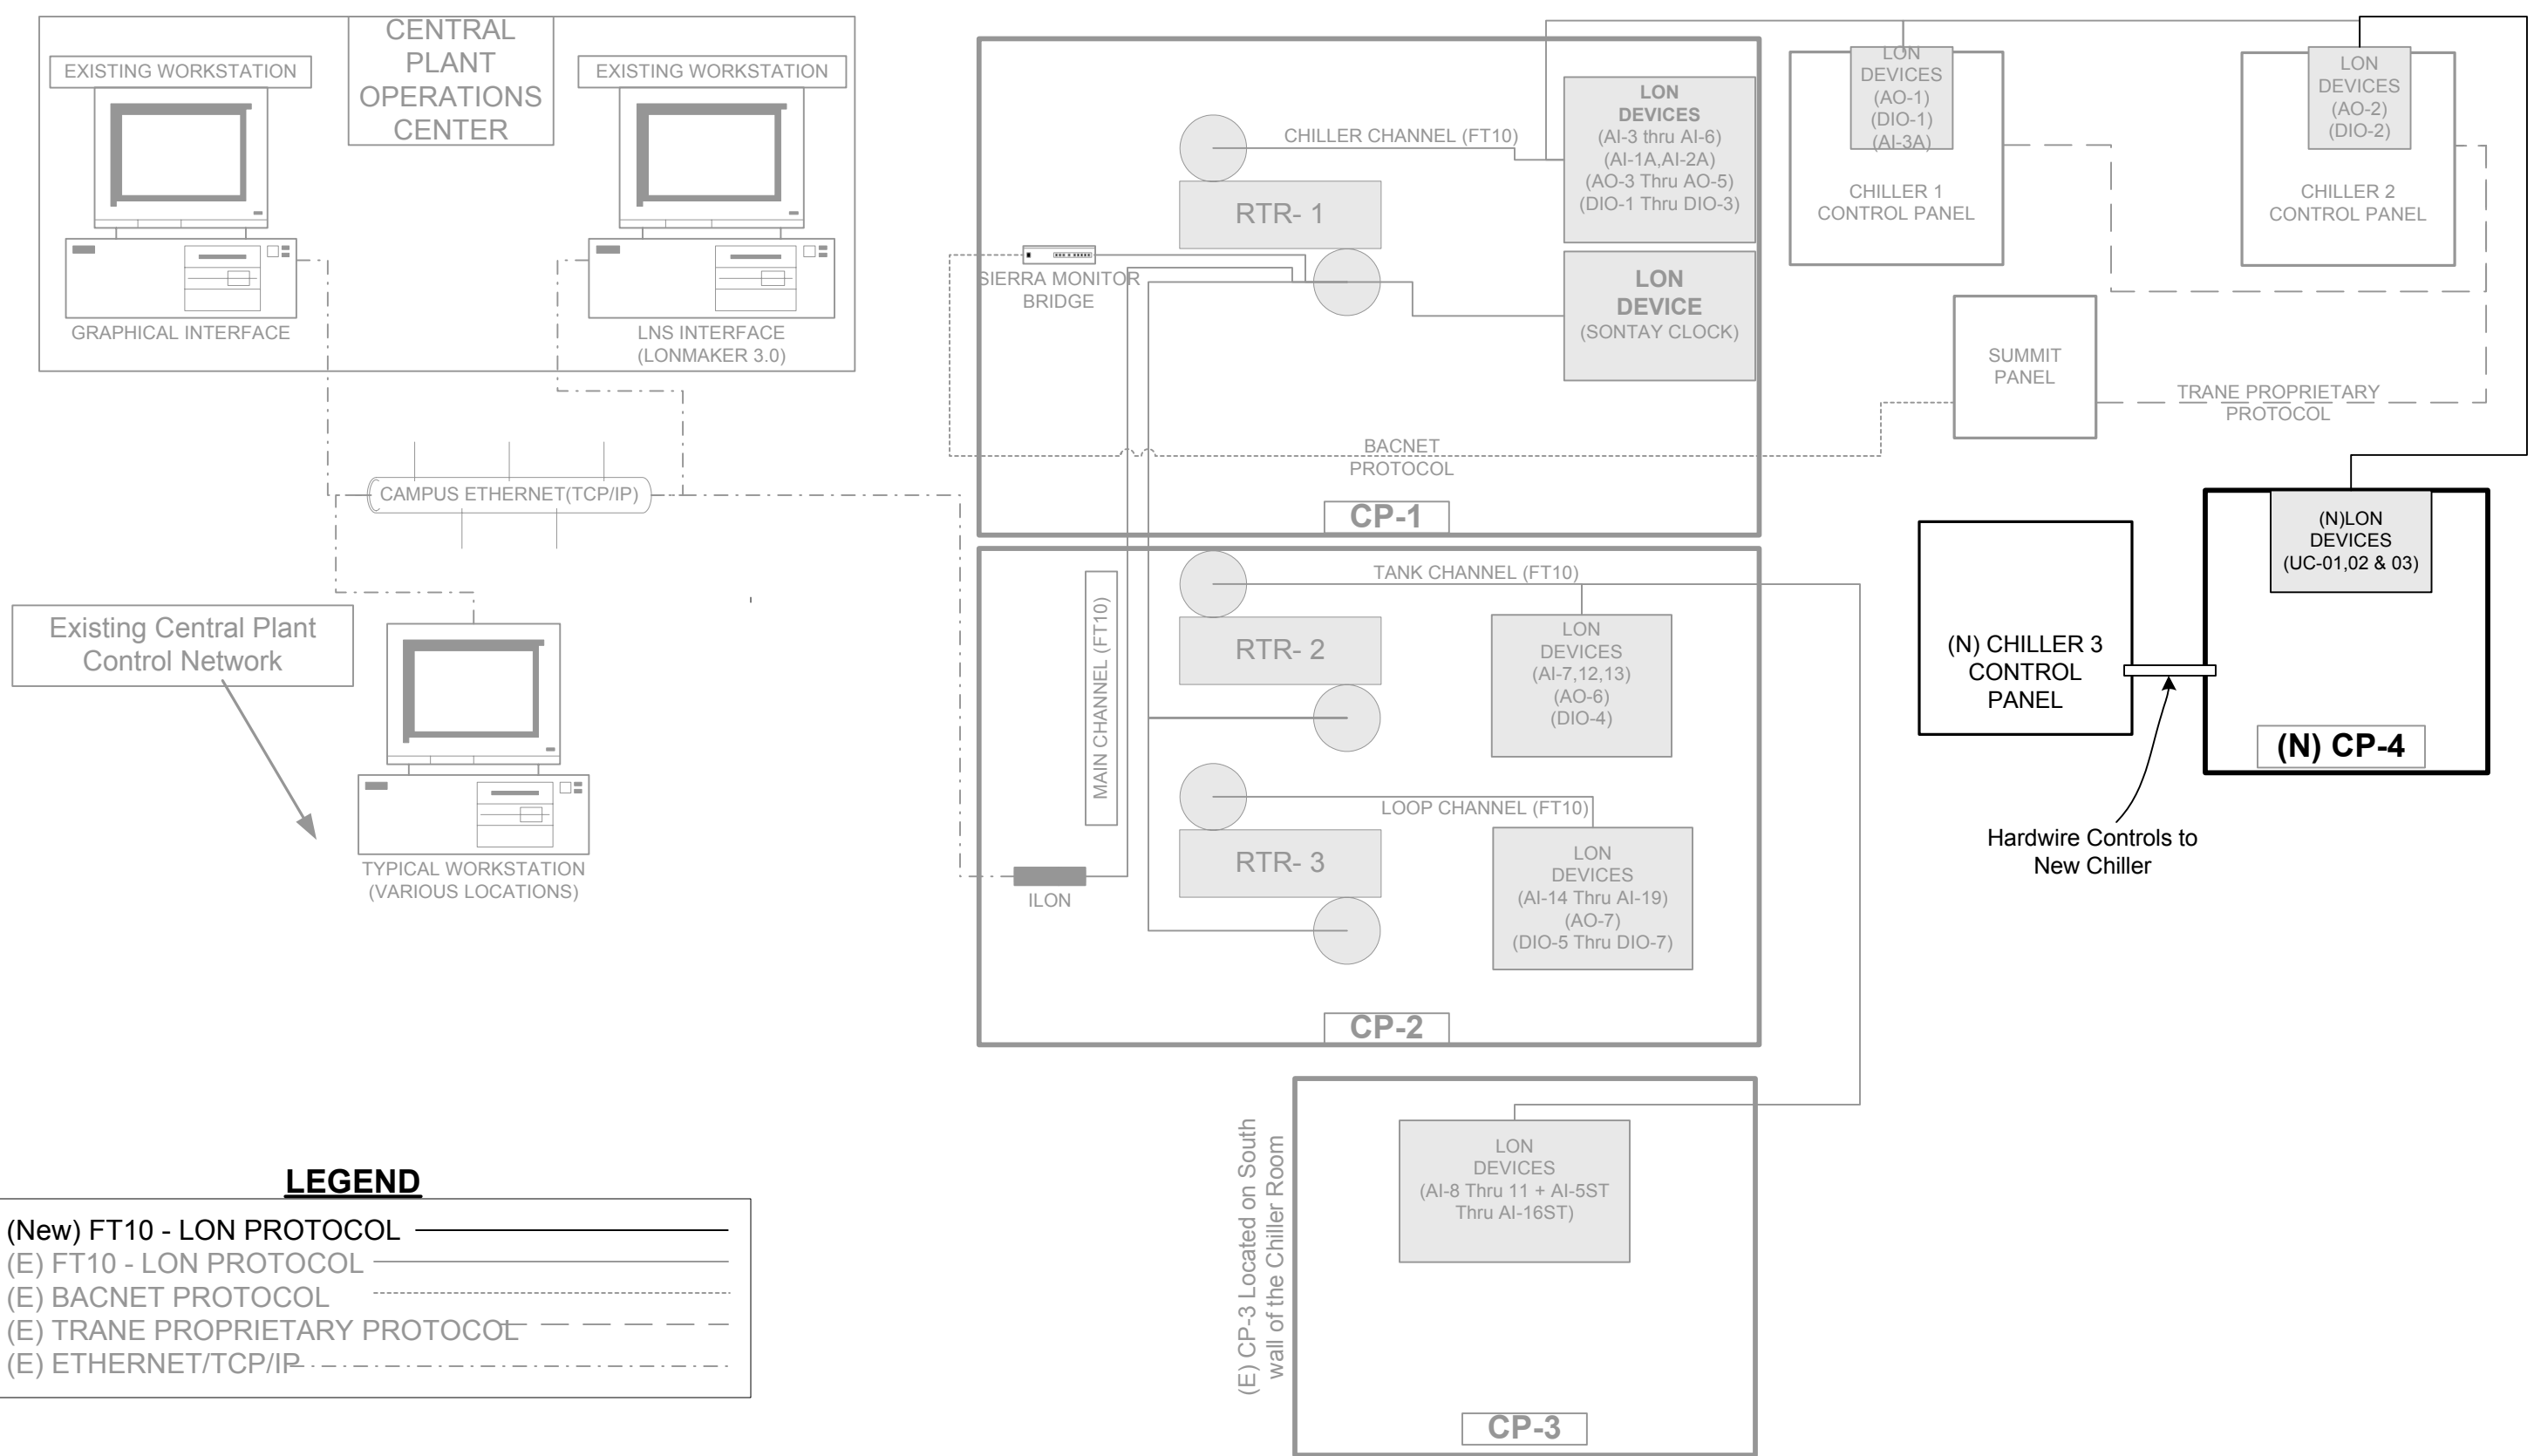 CENTRAL
PLANT
OPERATIONS
CENTER
EXISTING WORKSTATION
EXISTING WORKSTATION
GRAPHICAL INTERFACE
LNS INTERFACE
(LONMAKER 3.0)
CAMPUS ETHERNET(TCP/IP)
Existing Central Plant
Control Network
TYPICAL WORKSTATION
(VARIOUS LOCATIONS)
CHILLER CHANNEL (FT10)
RTR- 1
SIERRA MONITOR
BRIDGE
LON
DEVICES
(AI-3 thru AI-6)
(AI-1A,AI-2A)
(AO-3 Thru AO-5)
(DIO-1 Thru DIO-3)
LON
DEVICE
(SONTAY CLOCK)
BACNET
PROTOCOL
CP-1
LON
DEVICES
(AO-1)
(DIO-1)
(AI-3A)
CHILLER 1
CONTROL PANEL
LON
DEVICES
(AO-2)
(DIO-2)
CHILLER 2
CONTROL PANEL
SUMMIT
PANEL
TRANE PROPRIETARY
PROTOCOL
MAIN CHANNEL (FT10)
TANK CHANNEL (FT10)
RTR- 2
LON
DEVICES
(AI-7,12,13)
(AO-6)
(DIO-4)
LOOP CHANNEL (FT10)
RTR- 3
LON
DEVICES
(AI-14 Thru AI-19)
(AO-7)
(DIO-5 Thru DIO-7)
ILON
CP-2
(N)LON
DEVICES
(UC-01,02 & 03)
(N) CHILLER 3
CONTROL
PANEL
(N) CP-4
Hardwire Controls to
New Chiller
(E) CP-3 Located on South
wall of the Chiller Room
LON
DEVICES
(AI-8 Thru 11 + AI-5ST
Thru AI-16ST)
CP-3
LEGEND
(New) FT10 - LON PROTOCOL
(E) FT10 - LON PROTOCOL
(E) BACNET PROTOCOL
(E) TRANE PROPRIETARY PROTOCOL
(E) ETHERNET/TCP/IP